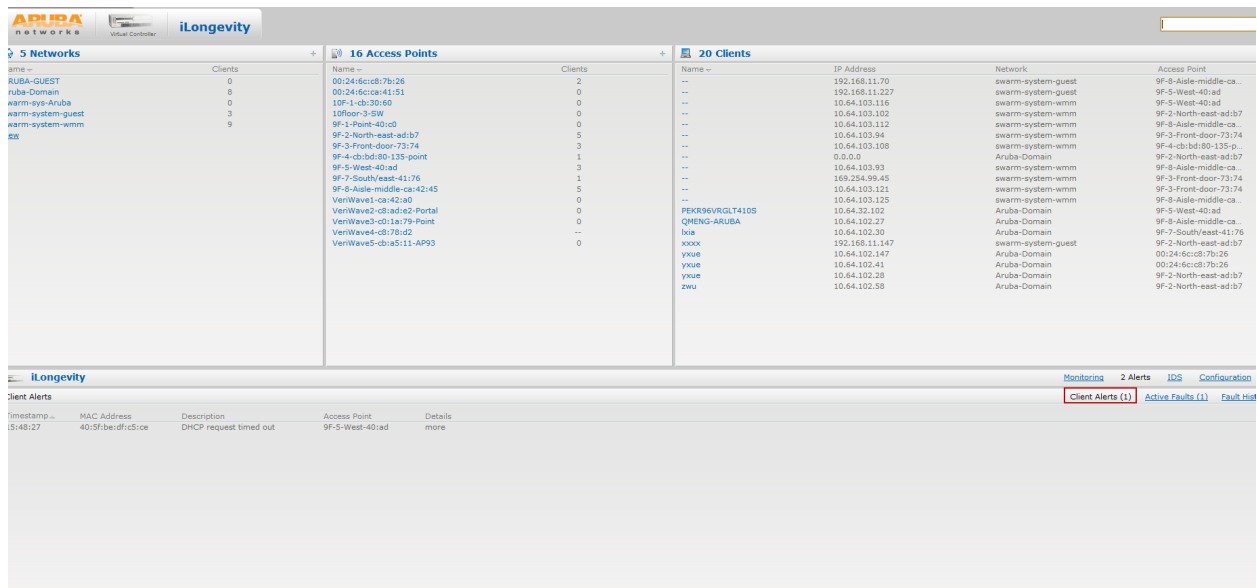 ARUBA networks Virtual Controller iLongevity
5 Networks +
ame Clients
RUBA-GUEST 0
ruba-Domain 8
warm-sys-Aruba 0
warm-system-guest 3
warm-system-wmm 9
ew
16 Access Points +
Name Clients
00:24:6c:c8:7b:26 2
00:24:6c:ca:41:51 0
10F-1-cb:30:60 0
10floor-3-SW 0
9F-1-Point-40:c0 0
9F-2-North-east-ad:b7 5
9F-3-Front-door-73:74 3
9F-4-cb:bd:80-135-point 1
9F-5-West-40:ad 3
9F-7-South/east-41:76 1
9F-8-Aisle-middle-ca:42:45 5
VeriWave1-ca:42:a0 0
VeriWave2-c8:ad:e2-Portal 0
VeriWave3-c0:1a:79-Point 0
VeriWave4-c8:78:d2 --
VeriWave5-cb:a5:11-AP93 0
20 Clients
Name IP Address Network Access Point
-- 192.168.11.70 swarm-system-guest 9F-8-Aisle-middle-ca...
-- 192.168.11.227 swarm-system-guest 9F-5-West-40:ad
-- 10.64.103.116 swarm-system-wmm 9F-5-West-40:ad
-- 10.64.103.102 swarm-system-wmm 9F-2-North-east-ad:b7
-- 10.64.103.112 swarm-system-wmm 9F-8-Aisle-middle-ca...
-- 10.64.103.94 swarm-system-wmm 9F-3-Front-door-73:74
-- 10.64.103.108 swarm-system-wmm 9F-4-cb:bd:80-135-p...
-- 0.0.0.0 Aruba-Domain 9F-2-North-east-ad:b7
-- 10.64.103.93 swarm-system-wmm 9F-8-Aisle-middle-ca...
-- 169.254.99.45 swarm-system-wmm 9F-3-Front-door-73:74
-- 10.64.103.121 swarm-system-wmm 9F-3-Front-door-73:74
-- 10.64.103.125 swarm-system-wmm 9F-8-Aisle-middle-ca...
PEKR96VRGLT410S 10.64.32.102 Aruba-Domain 9F-5-West-40:ad
QMENG-ARUBA 10.64.102.27 Aruba-Domain 9F-8-Aisle-middle-ca...
lxia 10.64.102.30 Aruba-Domain 9F-7-South/east-41:76
xxxx 192.168.11.147 swarm-system-guest 9F-2-North-east-ad:b7
yxue 10.64.102.147 Aruba-Domain 00:24:6c:c8:7b:26
yxue 10.64.102.41 Aruba-Domain 00:24:6c:c8:7b:26
yxue 10.64.102.28 Aruba-Domain 9F-2-North-east-ad:b7
zwu 10.64.102.58 Aruba-Domain 9F-2-North-east-ad:b7
iLongevity Monitoring 2 Alerts IDS Configuration
Client Alerts Client Alerts (1) Active Faults (1) Fault Hist
Timestamp MAC Address Description Access Point Details
15:48:27 40:5f:be:df:c5:ce DHCP request timed out 9F-5-West-40:ad more